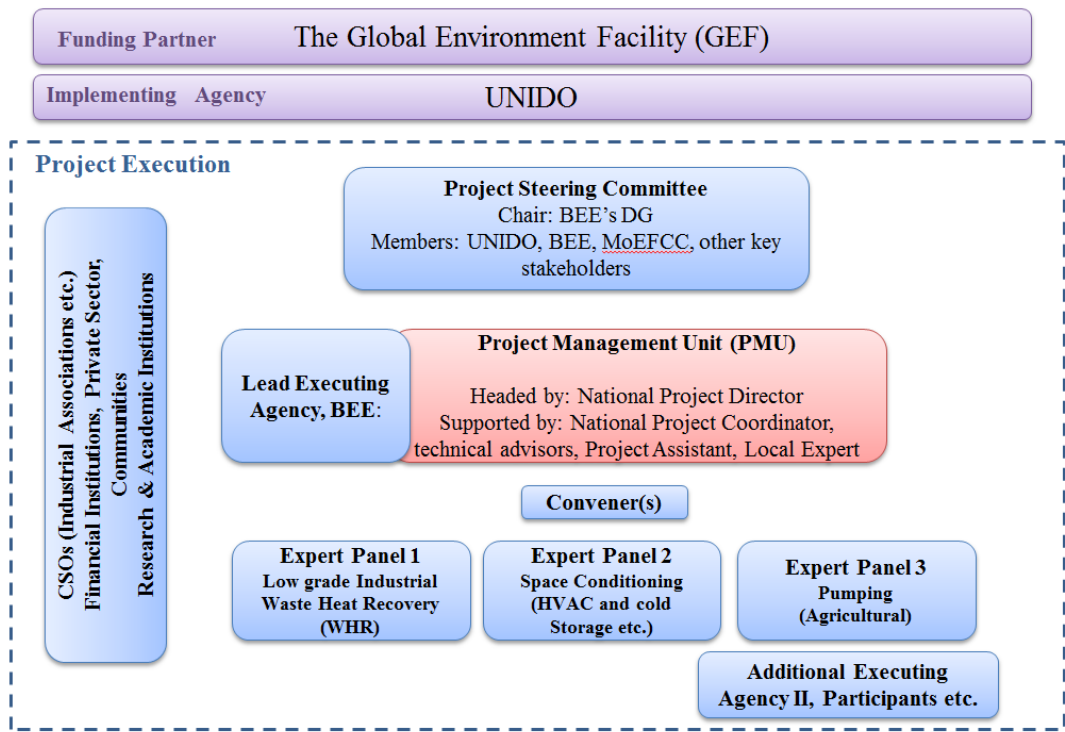 Funding Partner The Global Environment Facility (GEF)
Implementing Agency UNIDO
Project Execution
Project Steering Committee
Chair: BEE’s DG
Members: UNIDO, BEE, MoEFCC, other key
stakeholders
CSOs (Industrial Associations etc.)
Financial Institutions, Private Sector,
Communities
Research & Academic Institutions
Lead Executing
Agency, BEE:
Project Management Unit (PMU)
Headed by: National Project Director
Supported by: National Project Coordinator,
technical advisors, Project Assistant, Local Expert
Convener(s)
Expert Panel 1
Low grade Industrial
Waste Heat Recovery
(WHR)
Expert Panel 2
Space Conditioning
(HVAC and cold
Storage etc.)
Expert Panel 3
Pumping
(Agricultural)
Additional Executing
Agency II, Participants etc.